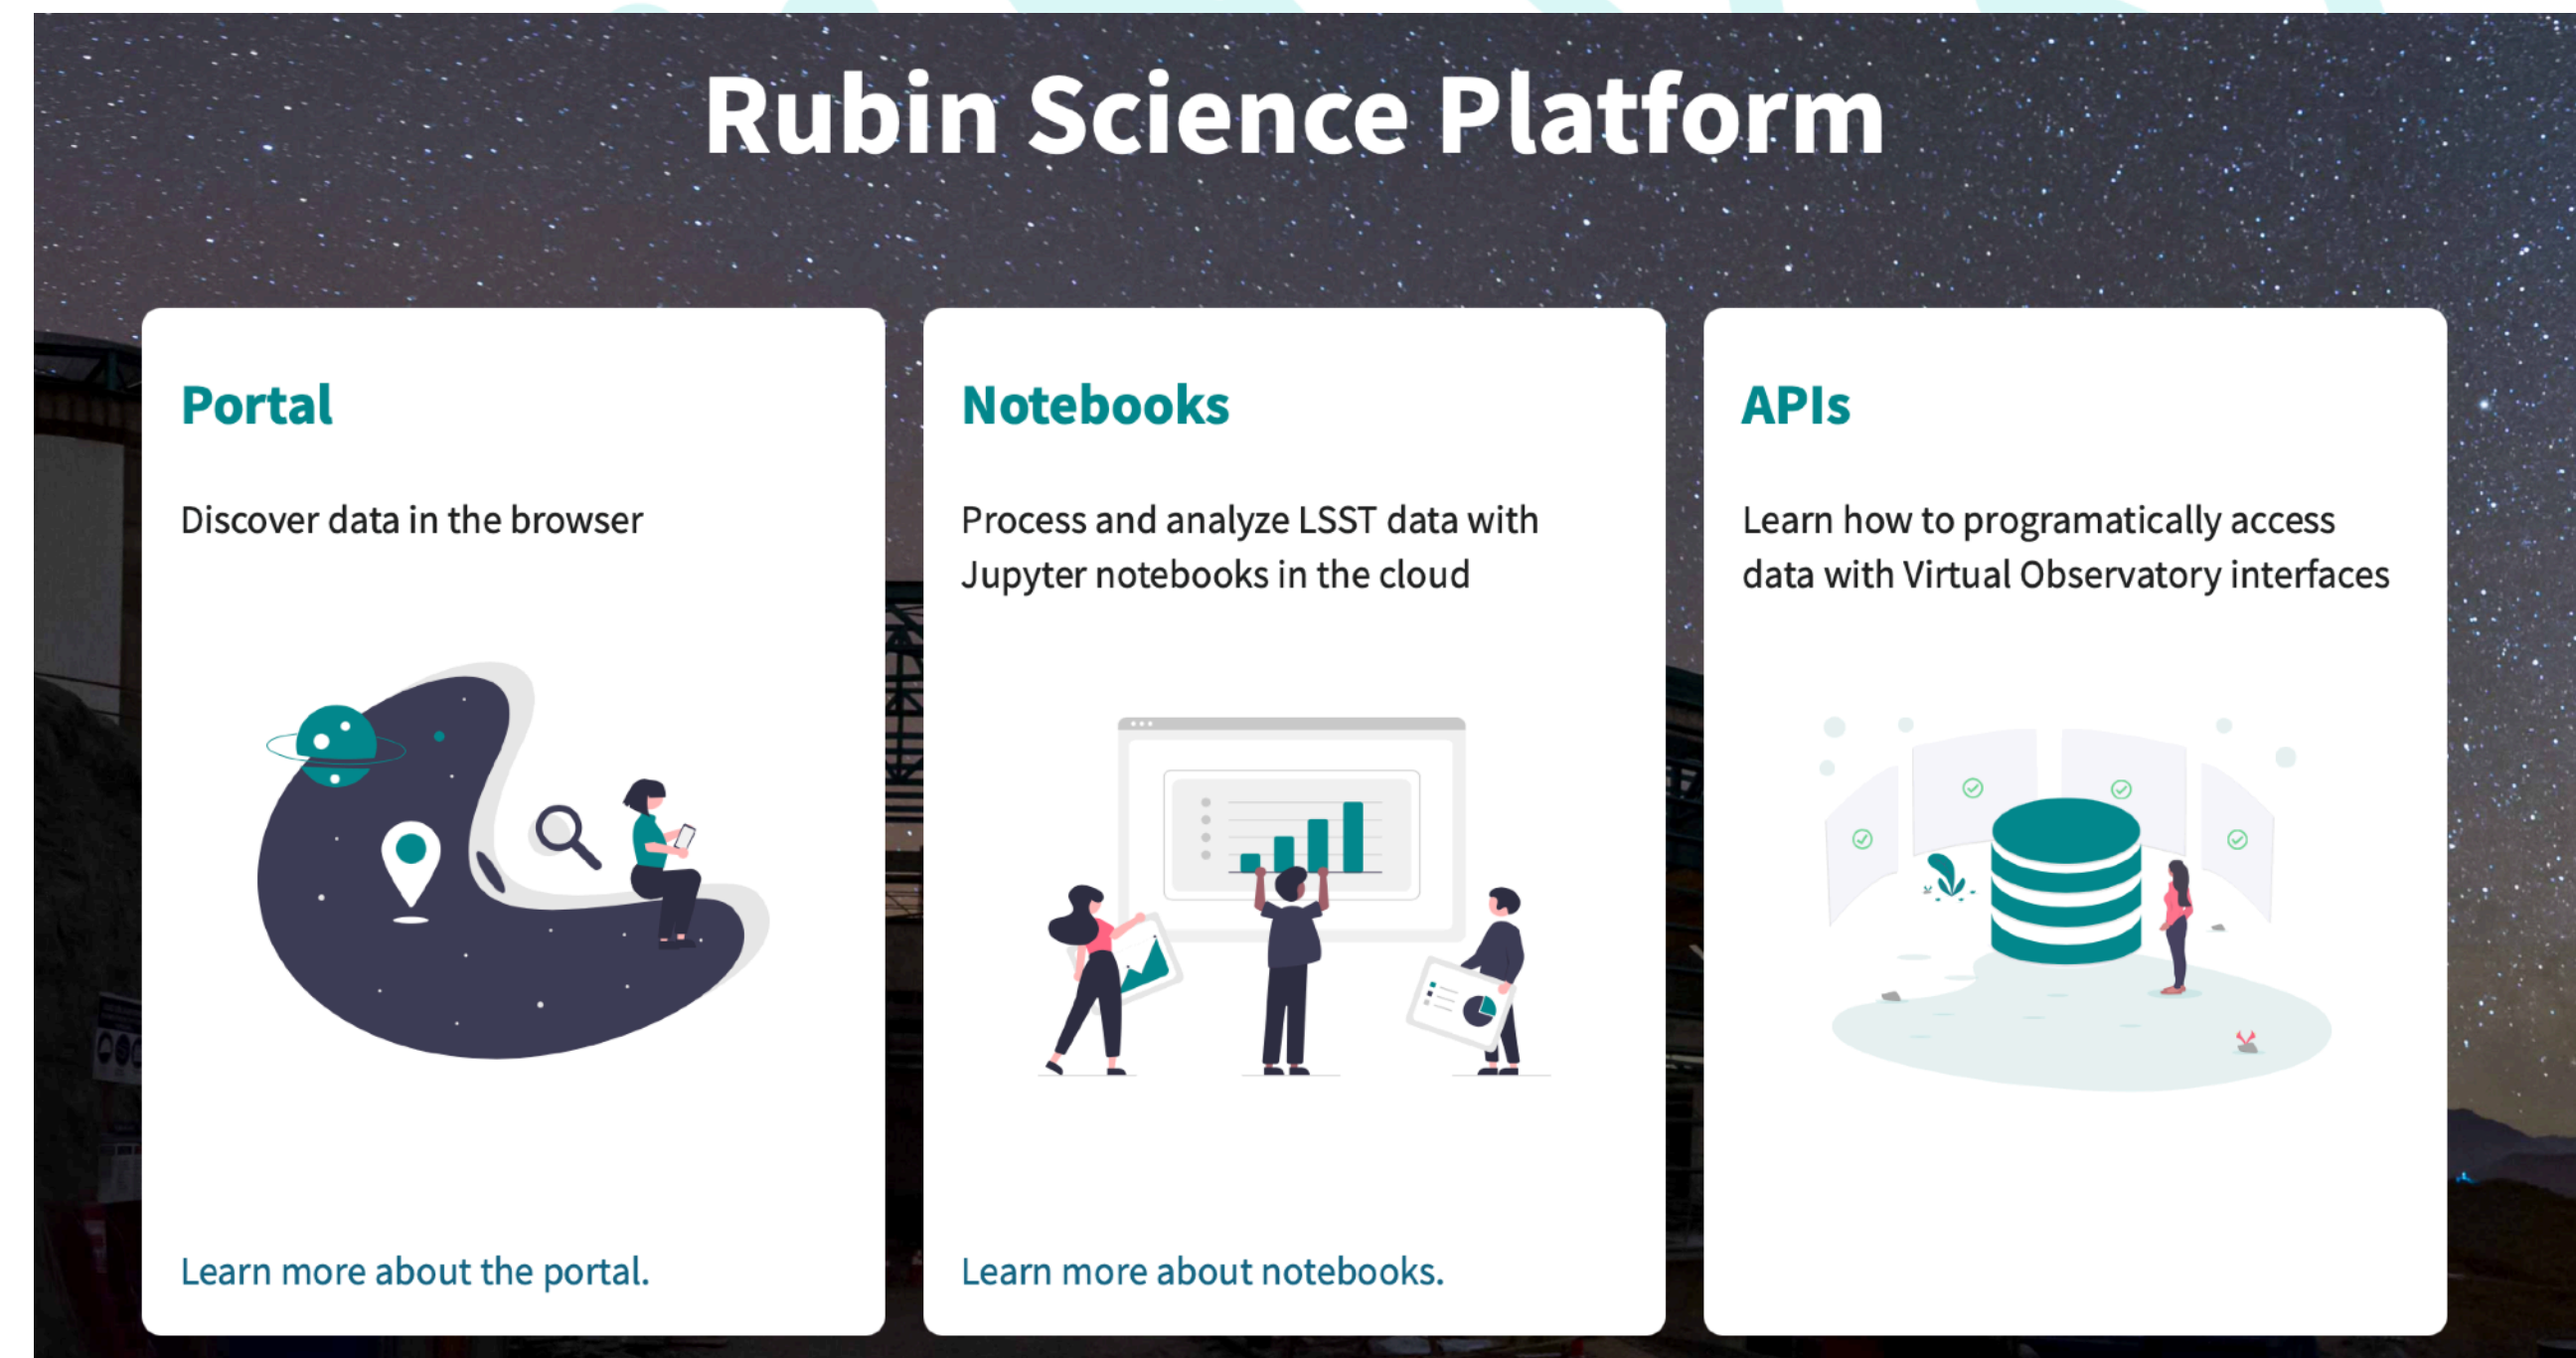 Rubin Science Platform
Portal
Discover data in the browser
Learn more about the portal.
Notebooks
Process and analyze LSST data with
Jupyter notebooks in the cloud
Learn more about notebooks.
APIs
Learn how to programatically access
data with Virtual Observatory interfaces